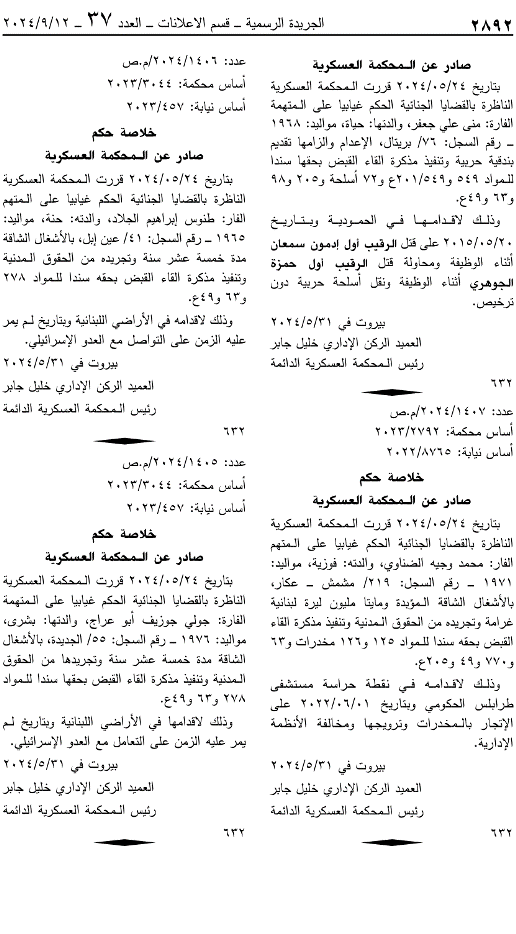 ٢٨٩٢
الجريدة الرسمية ـ قسم الاعلانات ـ العدد ٣٧ ـ ٢٠٢٤/٩/١٢
صادر عن المحكمة العسكرية
بتاريخ ٢٠٢٤/٠٥/٢٤ قررت المحكمة العسكرية
الناظرة بالقضايا الجنائية الحكم غيابيا على المتهمة
الفارة: منى علي جعفر، والدتها: حياة، مواليد: ١٩٦٨
ـ رقم السجل: ٧٦/ بريتال، الإعدام والزامها تقديم
بندقية حربية وتنفيذ مذكرة القاء القبض بحقها سندا
للمواد ٥٤٩ و٢٠١/٥٤٩ع و٧٢ أسلحة و٢٠٥ و٩٨
و٦٣ و٤٩ع.
وذلك لاقدامها في الحمودية وبتاريخ
٢٠١٥/٠٥/٢٠ على قتل الرقيب أول إدمون سمعان
أثناء الوظيفة ومحاولة قتل الرقيب أول حمزة
الجوهري أثناء الوظيفة ونقل أسلحة حربية دون
ترخيص.
بيروت في ٢٠٢٤/٥/٣١
العميد الركن الإداري خليل جابر
رئيس المحكمة العسكرية الدائمة
٦٣٢
عدد: ٢٠٢٤/١٤٠٧/م.ص
أساس محكمة: ٢٠٢٣/٢٧٩٢
أساس نيابة: ٢٠٢٢/٨٧٦٥
خلاصة حكم
صادر عن المحكمة العسكرية
بتاريخ ٢٠٢٤/٠٥/٢٤ قررت المحكمة العسكرية
الناظرة بالقضايا الجنائية الحكم غيابيا على المتهم
الفار: محمد وجيه الضناوي، والدته: فوزية، مواليد:
١٩٧١ ـ رقم السجل: ٢١٩/ مشمش ـ عكار،
بالأشغال الشاقة المؤبدة ومايتا مليون ليرة لبنانية
غرامة وتجريده من الحقوق المدنية وتنفيذ مذكرة القاء
القبض بحقه سندا للمواد ١٢٥ و١٢٦ مخدرات و٦٣
و٧٧٠ و٤٩ و٢٠٥ع.
وذلك لاقدامه في نقطة حراسة مستشفى
طرابلس الحكومي وبتاريخ ٢٠٢٢/٠٦/٠١ على
الإتجار بالمخدرات وترويجها ومخالفة الأنظمة
الإدارية.
بيروت في ٢٠٢٤/٥/٣١
العميد الركن الإداري خليل جابر
رئيس المحكمة العسكرية الدائمة
٦٣٢
عدد: ٢٠٢٤/١٤٠٦/م.ص
أساس محكمة: ٢٠٢٣/٣٠٤٤
أساس نيابة: ٢٠٢٣/٤٥٧
خلاصة حكم
صادر عن المحكمة العسكرية
بتاريخ ٢٠٢٤/٠٥/٢٤ قررت المحكمة العسكرية
الناظرة بالقضايا الجنائية الحكم غيابيا على المتهم
الفار: طنوس إبراهيم الجلاد، والدته: حنة، مواليد:
١٩٦٥ ـ رقم السجل: ٤١/ عين إبل، بالأشغال الشاقة
مدة خمسة عشر سنة وتجريده من الحقوق المدنية
وتنفيذ مذكرة القاء القبض بحقه سندا للمواد ٢٧٨
و٦٣ و٤٩ع.
وذلك لاقدامه في الأراضي اللبنانية وبتاريخ لم يمر
عليه الزمن على التواصل مع العدو الإسرائيلي.
بيروت في ٢٠٢٤/٥/٣١
العميد الركن الإداري خليل جابر
رئيس المحكمة العسكرية الدائمة
٦٣٢
عدد: ٢٠٢٤/١٤٠٥/م.ص
أساس محكمة: ٢٠٢٣/٣٠٤٤
أساس نيابة: ٢٠٢٣/٤٥٧
خلاصة حكم
صادر عن المحكمة العسكرية
بتاريخ ٢٠٢٤/٠٥/٢٤ قررت المحكمة العسكرية
الناظرة بالقضايا الجنائية الحكم غيابيا على المتهمة
الفارة: جولي جوزيف أبو عراج، والدتها: بشرى،
مواليد: ١٩٧٦ ـ رقم السجل: ٥٥/ الجديدة، بالأشغال
الشاقة مدة خمسة عشر سنة وتجريدها من الحقوق
المدنية وتنفيذ مذكرة القاء القبض بحقها سندا للمواد
٢٧٨ و٦٣ و٤٩ع.
وذلك لاقدامها في الأراضي اللبنانية وبتاريخ لم
يمر عليه الزمن على التعامل مع العدو الإسرائيلي.
بيروت في ٢٠٢٤/٥/٣١
العميد الركن الإداري خليل جابر
رئيس المحكمة العسكرية الدائمة
٦٣٢